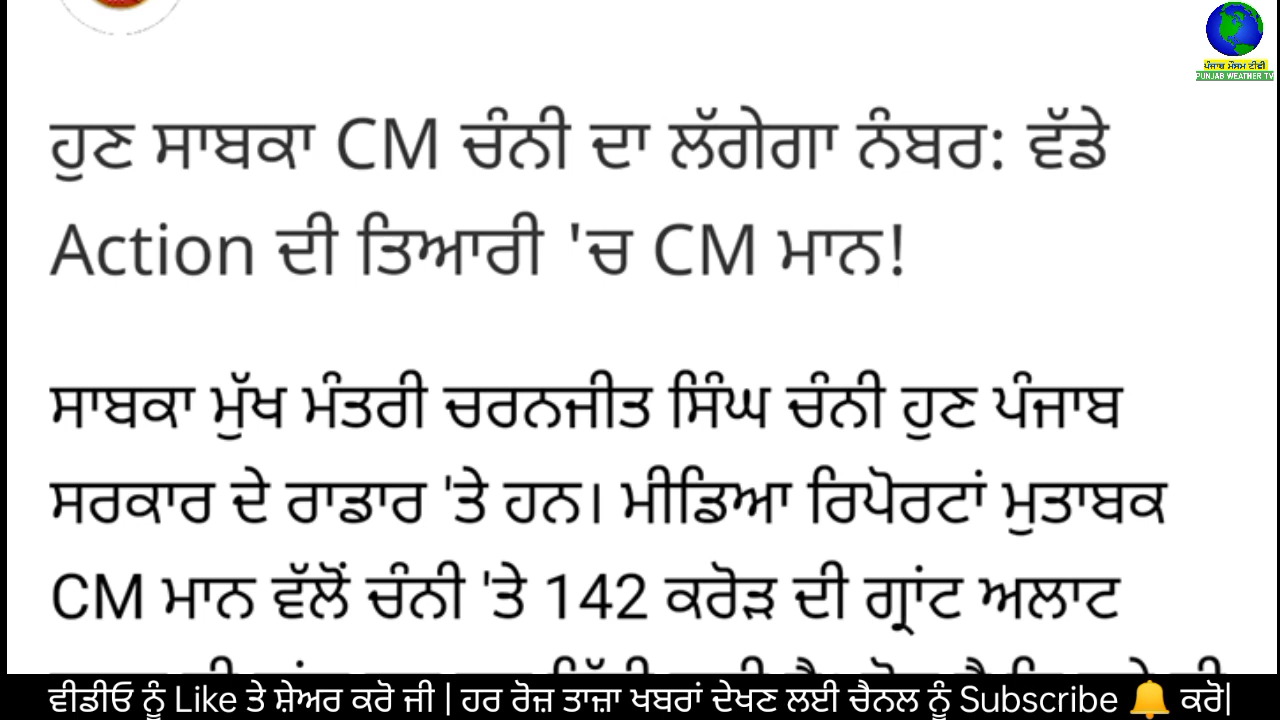 ਪੰਜਾਬ ਮੌਸਮ ਟੀਵੀ
PUNJAB WEATHER TV
ਹੁਣ ਸਾਬਕਾ CM ਚੰਨੀ ਦਾ ਲੱਗੇਗਾ ਨੰਬਰ: ਵੱਡੇ
Action ਦੀ ਤਿਆਰੀ 'ਚ CM ਮਾਨ!
ਸਾਬਕਾ ਮੁੱਖ ਮੰਤਰੀ ਚਰਨਜੀਤ ਸਿੰਘ ਚੰਨੀ ਹੁਣ ਪੰਜਾਬ
ਸਰਕਾਰ ਦੇ ਰਾਡਾਰ 'ਤੇ ਹਨ। ਮੀਡਿਆ ਰਿਪੋਰਟਾਂ ਮੁਤਾਬਕ
CM ਮਾਨ ਵੱਲੋਂ ਚੰਨੀ 'ਤੇ 142 ਕਰੋੜ ਦੀ ਗ੍ਰਾਂਟ ਅਲਾਟ
ਵੀਡੀਓ ਨੂੰ Like ਤੇ ਸ਼ੇਅਰ ਕਰੋ ਜੀ | ਹਰ ਰੋਜ਼ ਤਾਜ਼ਾ ਖਬਰਾਂ ਦੇਖਣ ਲਈ ਚੈਨਲ ਨੂੰ Subscribe 🔔 ਕਰੋ|